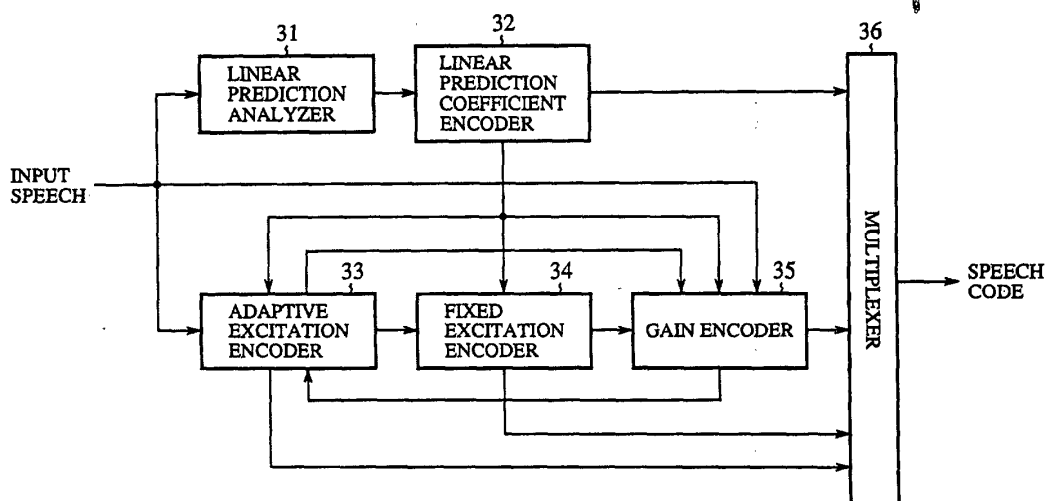 31
LINEAR
PREDICTION
ANALYZER
32
LINEAR
PREDICTION
COEFFICIENT
ENCODER
36
MULTIPLEXER
INPUT
SPEECH
33
ADAPTIVE
EXCITATION
ENCODER
34
FIXED
EXCITATION
ENCODER
35
GAIN ENCODER
SPEECH
CODE